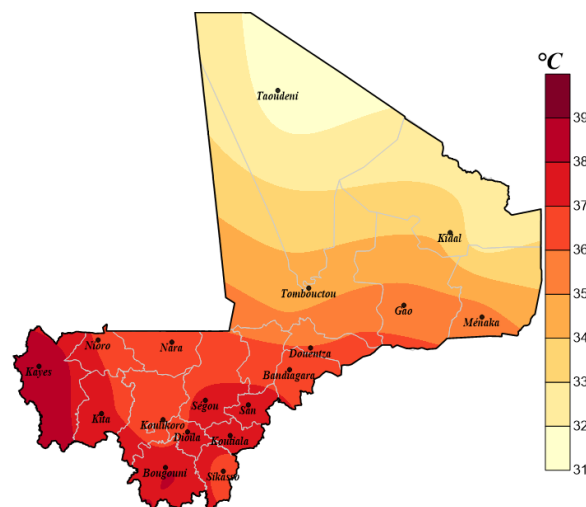 °C
Taoudeni
39
38
37
Kidal
36
Tombouctou
Gao
35
Ménaka
34
Nioro
Nara
Douentza
Kayes
Bandiagara
33
Ségou
San
Kita
Koulikoro
32
Dioila
Koutiala
Bougouni
Sikasso
31